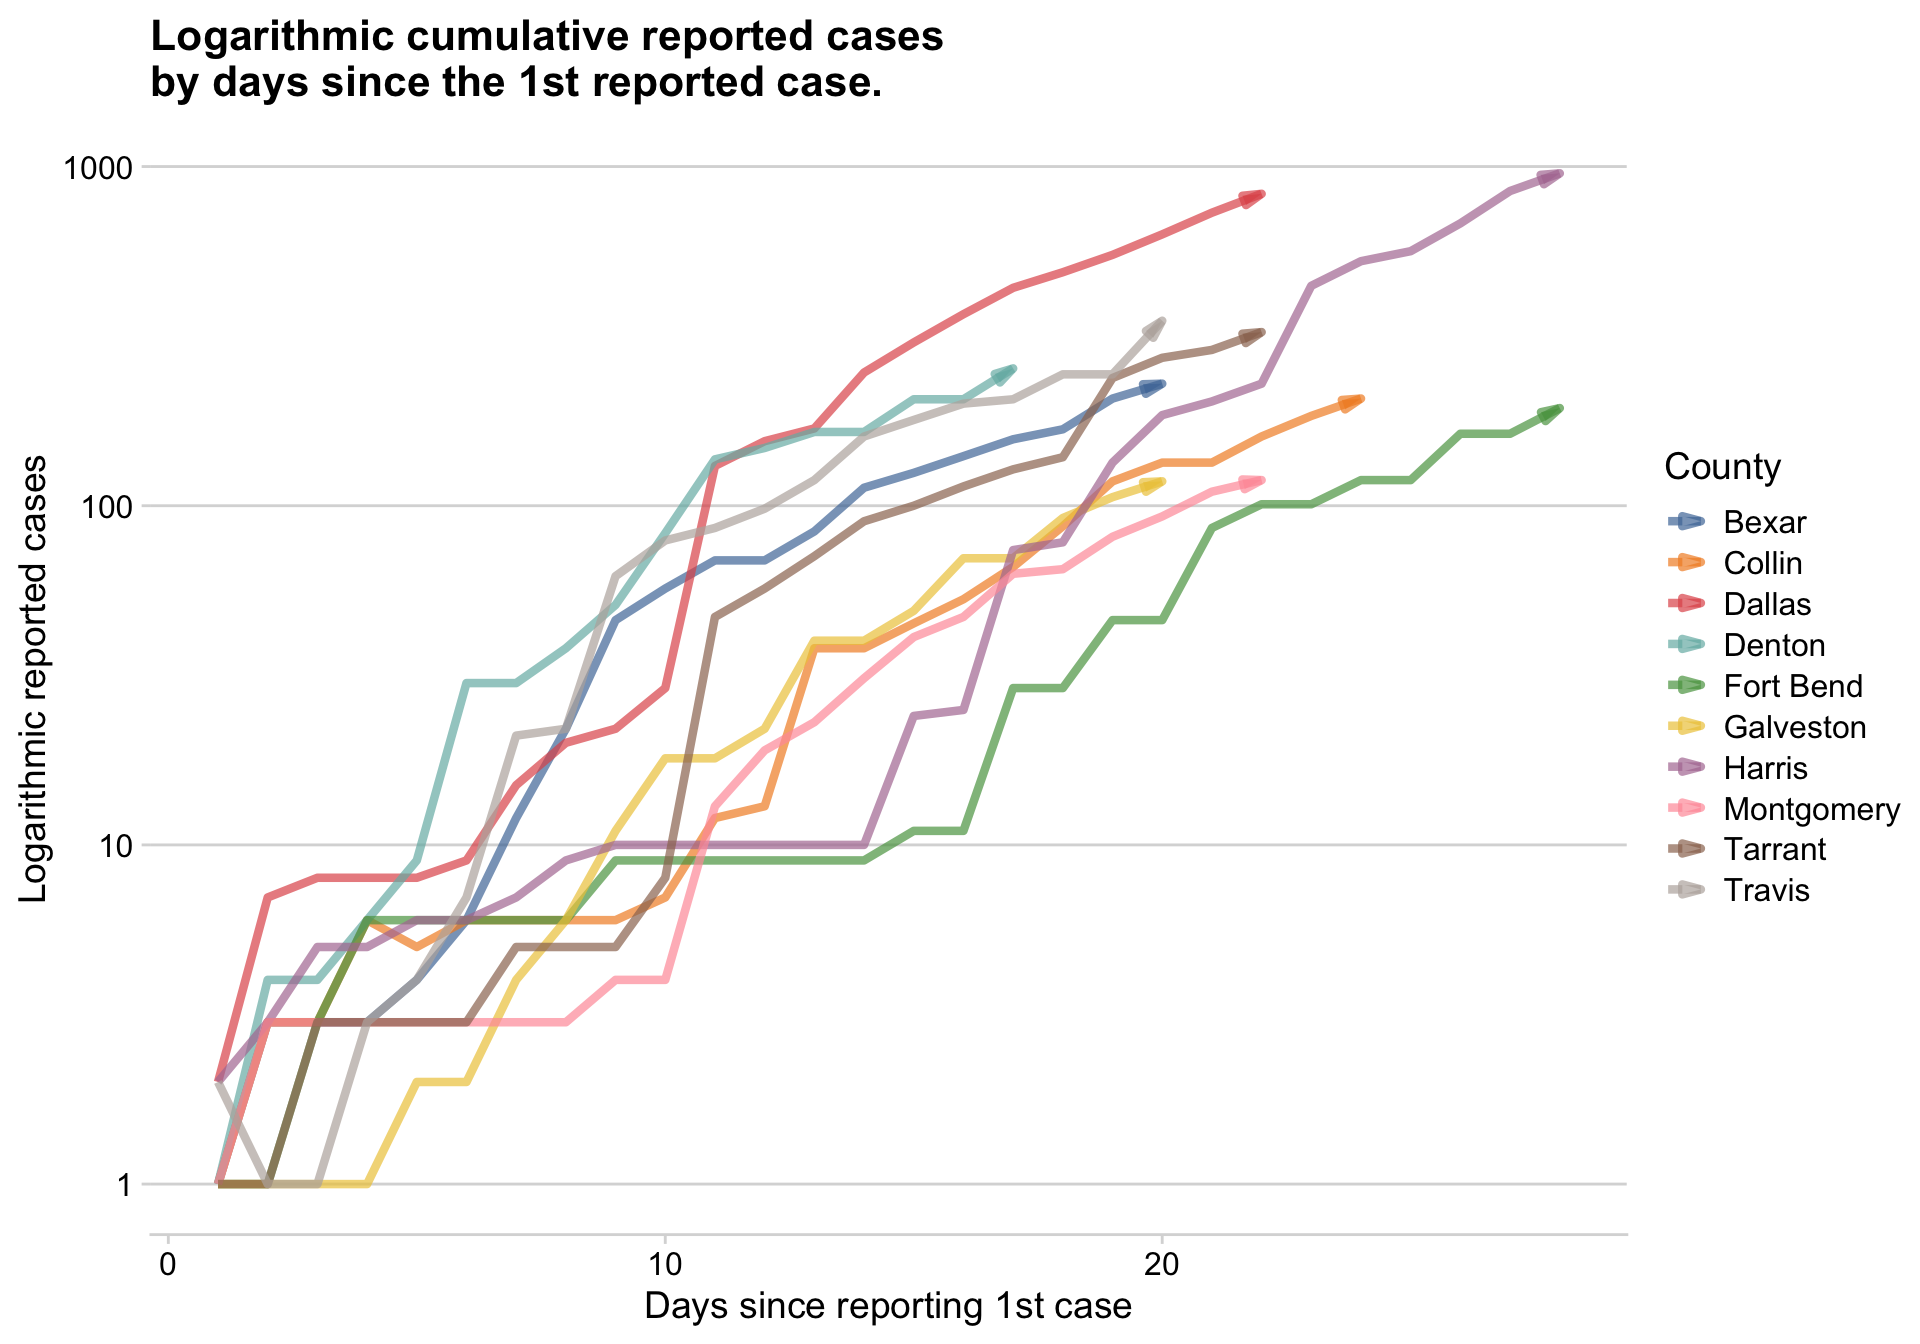 Logarithmic cumulative reported cases
by days since the 1st reported case.
1000
100
10
1
Logarithmic reported cases
0
10
20
Days since reporting 1st case
County
Bexar
Collin
Dallas
Denton
Fort Bend
Galveston
Harris
Montgomery
Tarrant
Travis